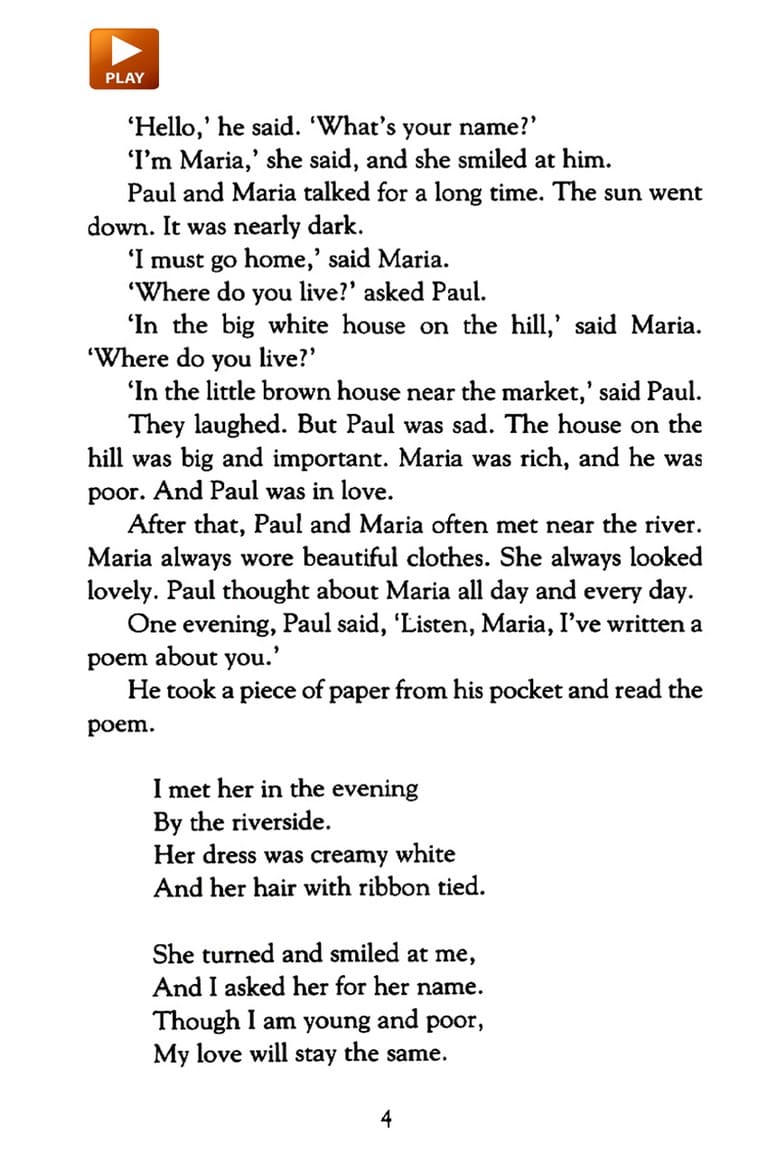 PLAY
‘Hello,’ he said. ‘What’s your name?’
‘I’m Maria,’ she said, and she smiled at him.
Paul and Maria talked for a long time. The sun went
down. It was nearly dark.
‘I must go home,’ said Maria.
‘Where do you live?’ asked Paul.
‘In the big white house on the hill,’ said Maria.
‘Where do you live?’
‘In the little brown house near the market,’ said Paul.
They laughed. But Paul was sad. The house on the
hill was big and important. Maria was rich, and he was
poor. And Paul was in love.
After that, Paul and Maria often met near the river.
Maria always wore beautiful clothes. She always looked
lovely. Paul thought about Maria all day and every day.
One evening, Paul said, ‘Listen, Maria, I’ve written a
poem about you.’
He took a piece of paper from his pocket and read the
poem.
I met her in the evening
By the riverside.
Her dress was creamy white
And her hair with ribbon tied.
She turned and smiled at me,
And I asked her for her name.
Though I am young and poor,
My love will stay the same.
4